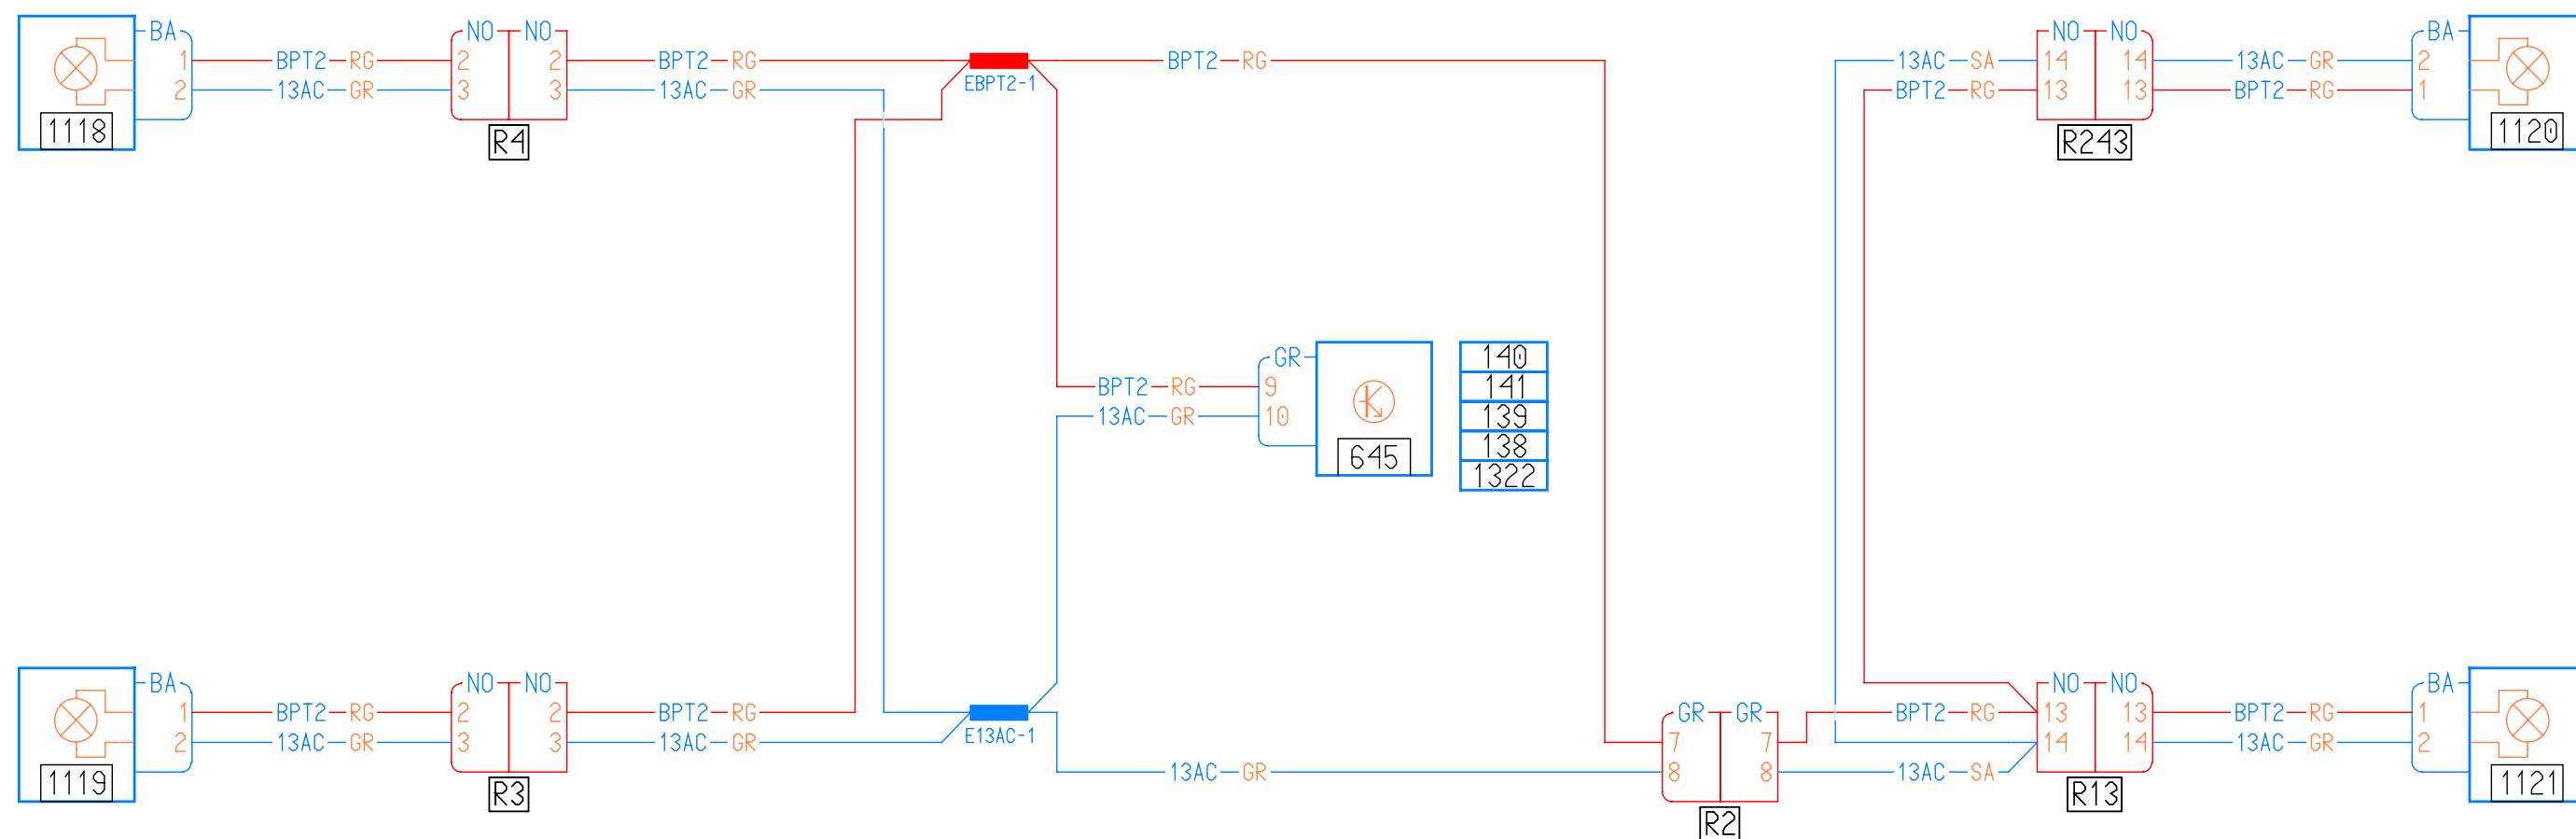 BA NO NO NO NO BA
1 BPT2 RG 2 2 BPT2 RG BPT2 RG 13AC SA 14 14 13AC GR 2
2 13AC GR 3 3 13AC GR EBPT2-1 BPT2 RG 13 13 BPT2 RG 1
1118 R4 R243 1120
GR 140
BPT2 RG 9 141
13AC GR 10 139
645 138
1322
BA NO NO NO NO BA
1 BPT2 RG 2 2 BPT2 RG GR GR BPT2 RG 13 13 BPT2 RG 1
2 13AC GR 3 3 13AC GR E13AC-1 7 7 14 14 13AC GR 2
13AC GR 8 8 13AC SA
1119 R3 R13 1121
R2